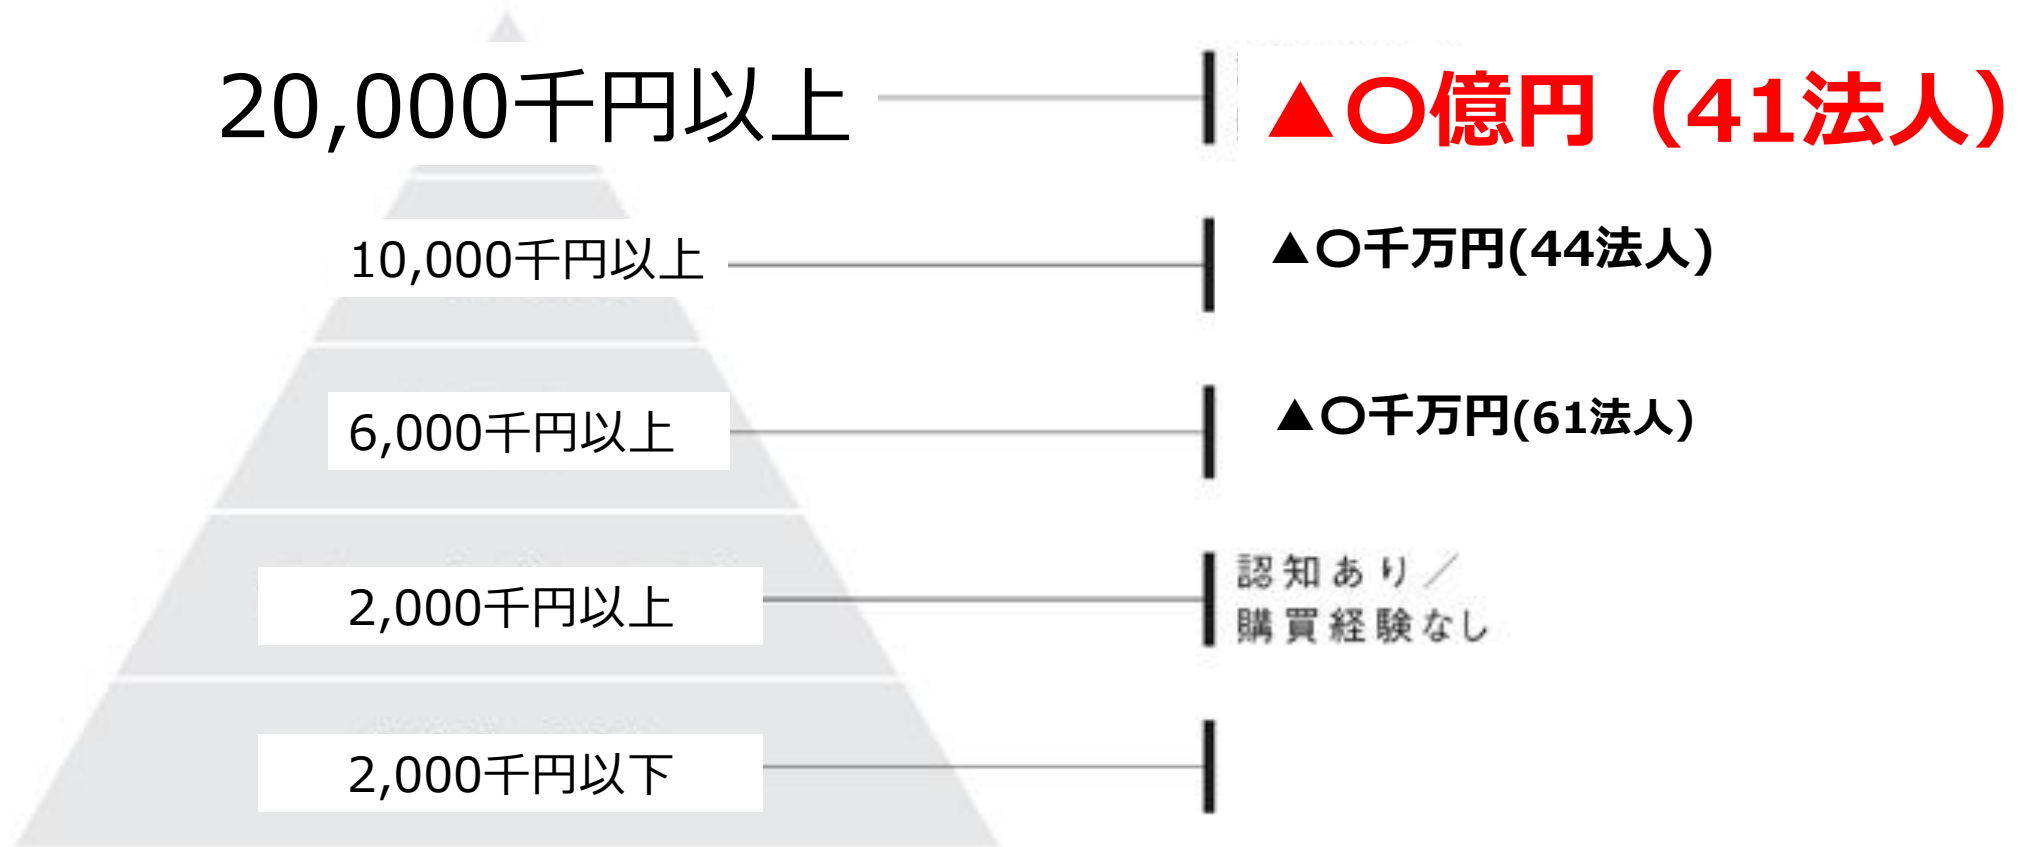 20,000千円以上
▲〇億円（41法人）
10,000千円以上
▲〇千万円(44法人)
6,000千円以上
▲〇千万円(61法人)
2,000千円以上
認知あり／
購買経験なし
2,000千円以下